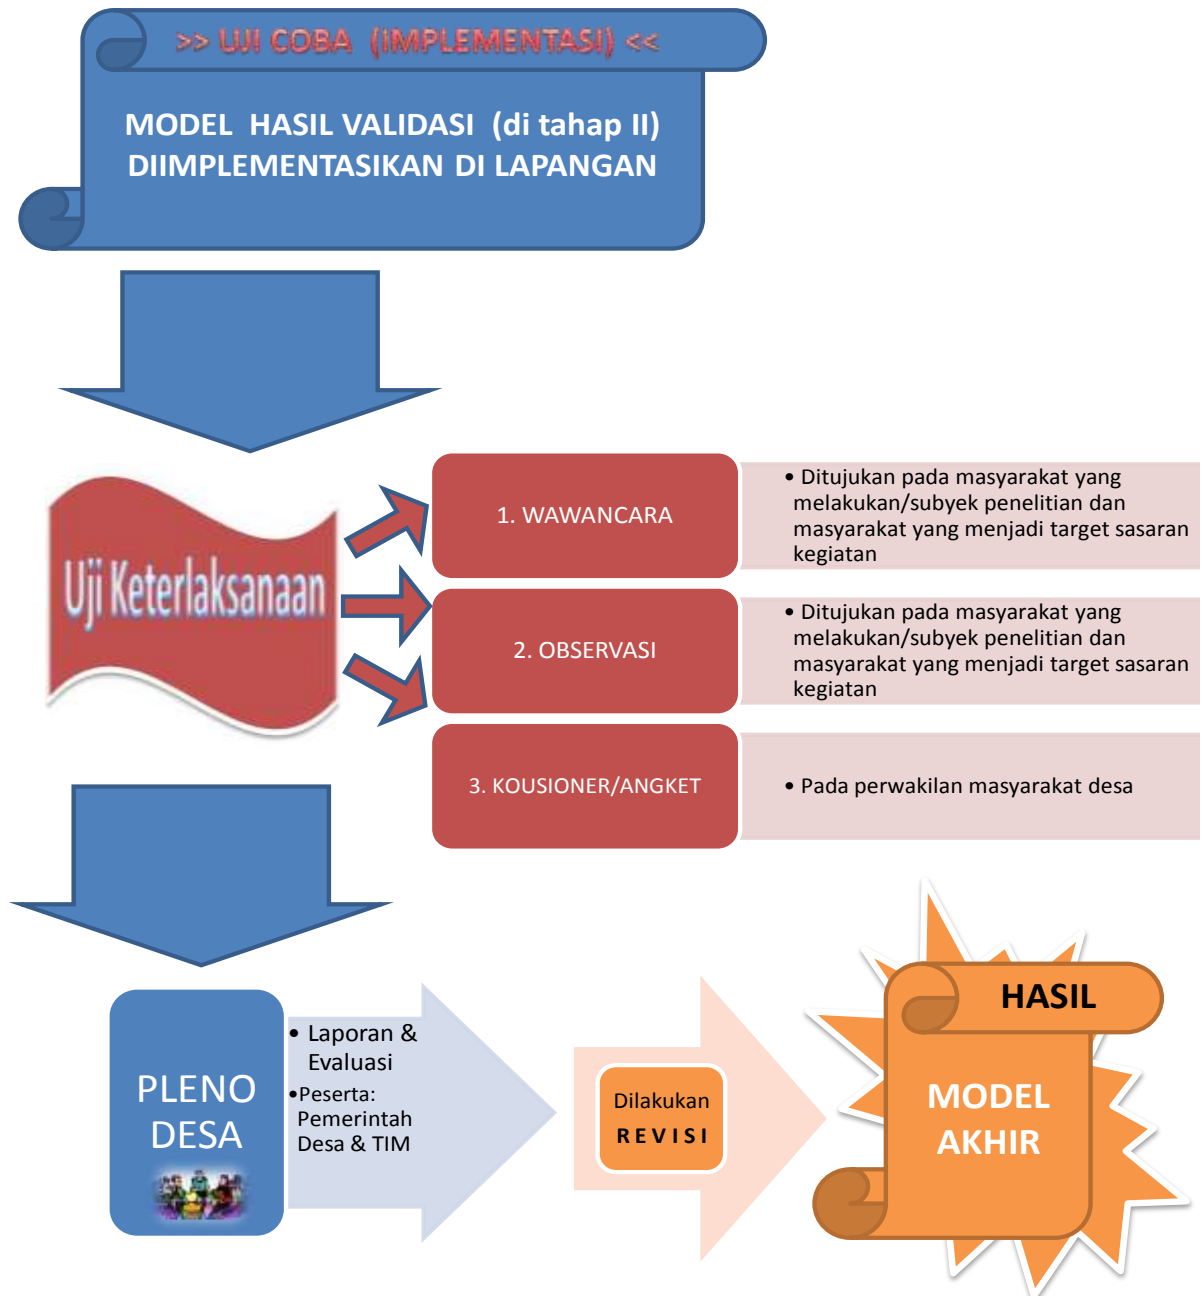 >> UJI COBA (IMPLEMENTASI) <<
MODEL HASIL VALIDASI (di tahap II)
DIIMPLEMENTASIKAN DI LAPANGAN
Uji Keterlaksanaan
1. WAWANCARA
• Ditujukan pada masyarakat yang
melakukan/subyek penelitian dan
masyarakat yang menjadi target sasaran
kegiatan
2. OBSERVASI
• Ditujukan pada masyarakat yang
melakukan/subyek penelitian dan
masyarakat yang menjadi target sasaran
kegiatan
3. KOUSIONER/ANGKET
• Pada perwakilan masyarakat desa
PLENO
DESA
• Laporan &
Evaluasi
•Peserta:
Pemerintah
Desa & TIM
Dilakukan
R E V I S I
HASIL
MODEL
AKHIR